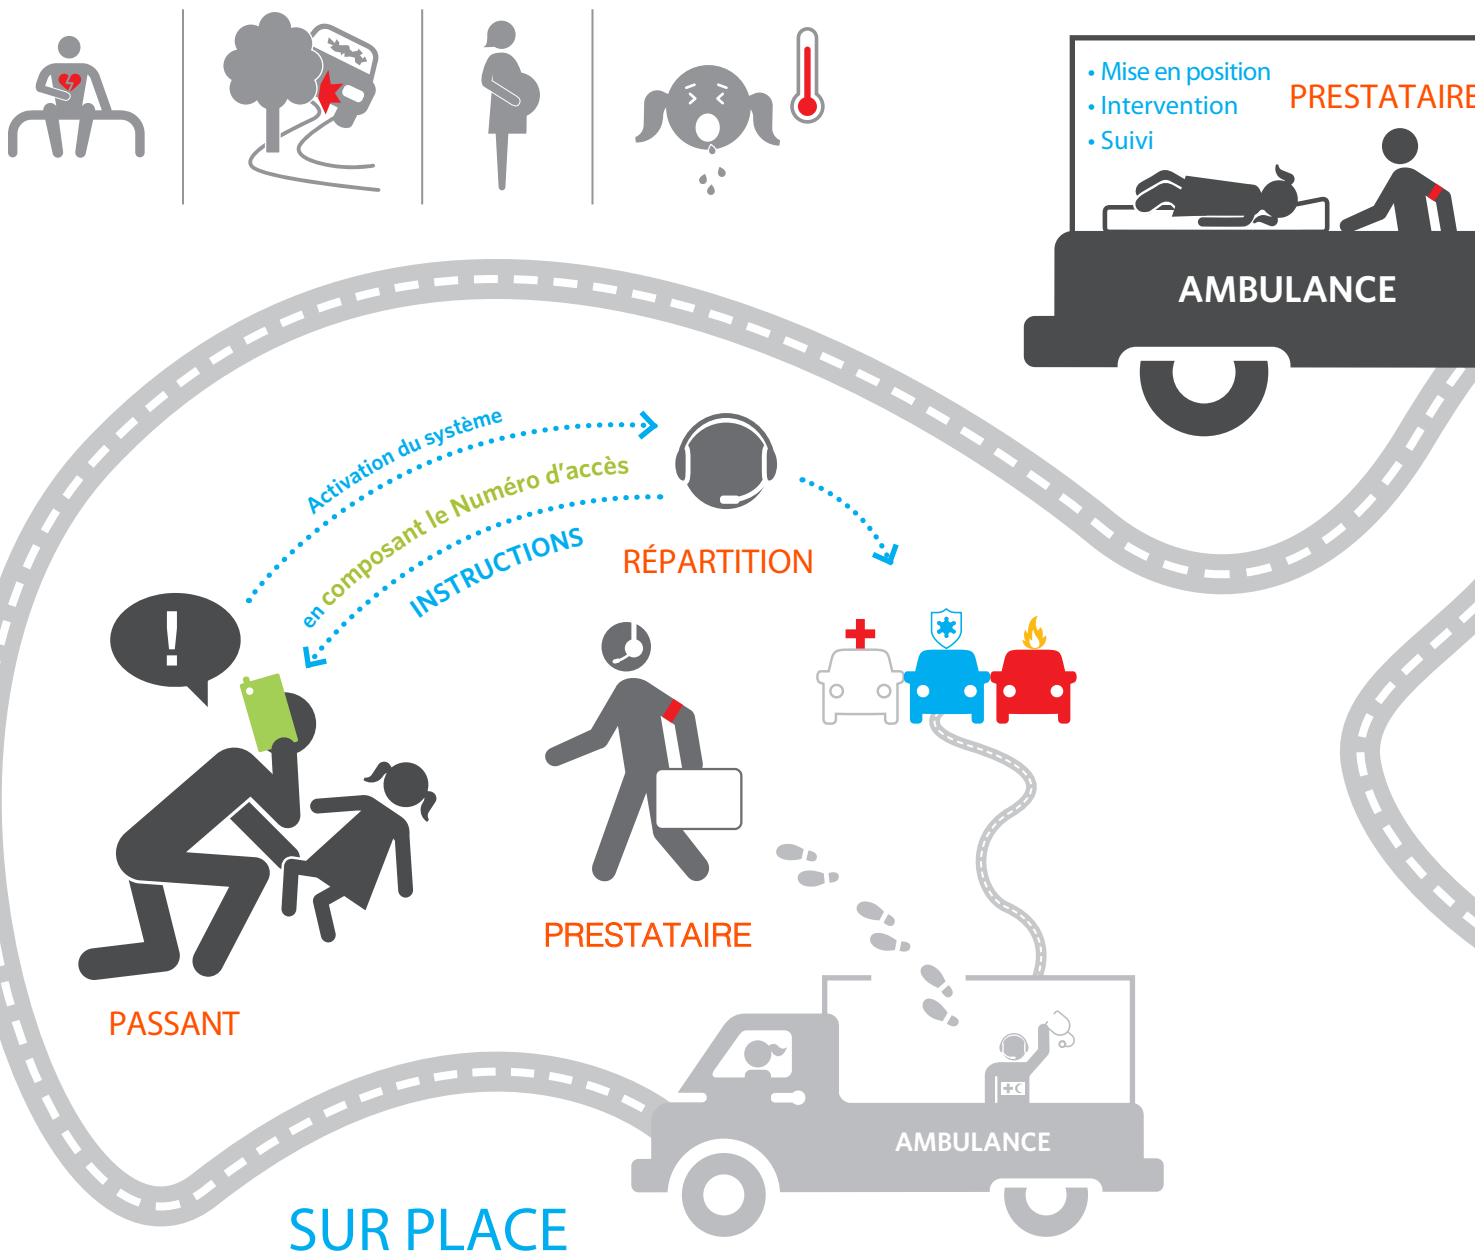 • Mise en position
• Intervention
• Suivi
PRESTATAIRE
AMBULANCE
Activation du système
en composant le Numéro d'accès
INSTRUCTIONS
RÉPARTITION
!
PRESTATAIRE
PASSANT
AMBULANCE
SUR PLACE